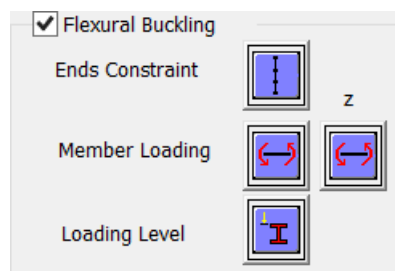 Flexural Buckling
Ends Constraint
z
Member Loading
Loading Level